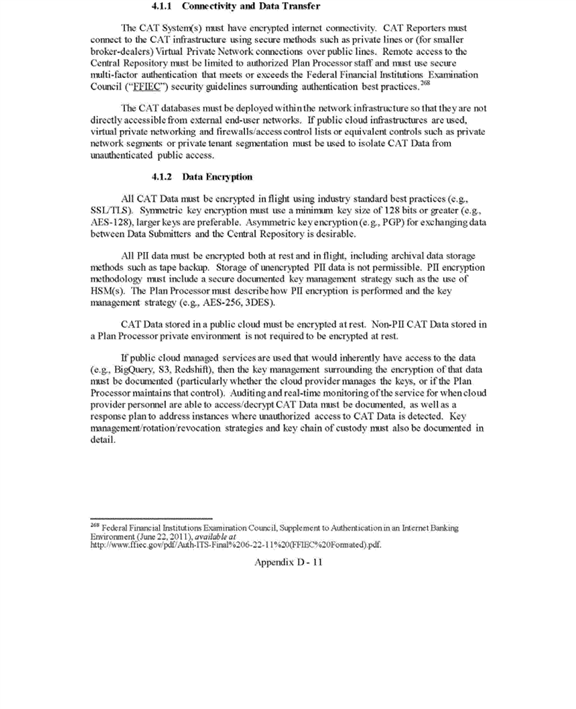 4.1.1 Connectivity and Data Transfer
The CAT System(s) must have encrypted internet connectivity. CAT Reporters must
connect to the CAT infrastructure using secure methods such as private lines or (for smaller
broker-dealers) Virtual Private Network connections over public lines. Remote access to the
Central Repository must be limited to authorized Plan Processor staff and must use secure
multi-factor authentication that meets or exceeds the Federal Financial Institutions Examination
Council ("FFIEC") security guidelines surrounding authentication best practices.268
The CAT databases must be deployed within the network infrastructure so that they are not
directly accessible from external end-user networks. If public cloud infrastructures are used,
virtual private networking and firewalls/access control lists or equivalent controls such as private
network segments or private tenant segmentation must be used to isolate CAT Data from
unauthenticated public access.
4.1.2 Data Encryption
All CAT Data must be encrypted in flight using industry standard best practices (e.g.,
SSL/TLS). Symmetric key encryption must use a minimum key size of 128 bits or greater (e.g.,
AES-128), larger keys are preferable. Asymmetric key encryption (e.g., PGP) for exchanging data
between Data Submitters and the Central Repository is desirable.
All PII data must be encrypted both at rest and in flight, including archival data storage
methods such as tape backup. Storage of unencrypted PII data is not permissible. PII encryption
methodology must include a secure documented key management strategy such as the use of
HSM(s). The Plan Processor must describe how PII encryption is performed and the key
management strategy (e.g., AES-256, 3DES).
CAT Data stored in a public cloud must be encrypted at rest. Non-PII CAT Data stored in
a Plan Processor private environment is not required to be encrypted at rest.
If public cloud managed services are used that would inherently have access to the data
(e.g., BigQuery, S3, Redshift), then the key management surrounding the encryption of that data
must be documented (particularly whether the cloud provider manages the keys, or if the Plan
Processor maintains that control). Auditing and real-time monitoring of the service for when cloud
provider personnel are able to access/decrypt CAT Data must be documented, as well as a
response plan to address instances where unauthorized access to CAT Data is detected. Key
management/rotation/revocation strategies and key chain of custody must also be documented in
detail.
268 Federal Financial Institutions Examination Council, Supplement to Authentication in an Internet Banking
Environment (June 22, 2011), available at
http://www.ffiec.gov/pdf/Auth-ITS-Final%206-22-11%20(FFIEC%20Formated).pdf.
Appendix D - 11